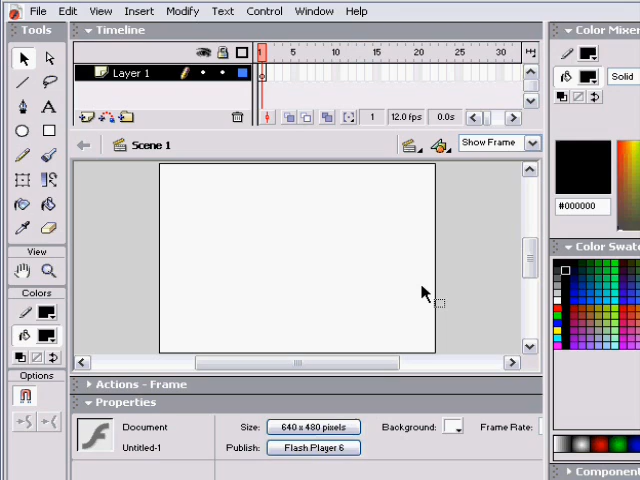 File Edit View Insert Modify Text Control Window Help
Tools
Timeline
Color Mixer
1 5 10 15 20 25 30
Layer 1
Solid
1 12.0 fps 0.0s
Scene 1
Show Frame
#000000
View
Color Swatc
Colors
Options
Actions - Frame
Properties
Document
Size: 640 x 480 pixels
Background:
Frame Rate:
Untitled-1
Publish: Flash Player 6
Component